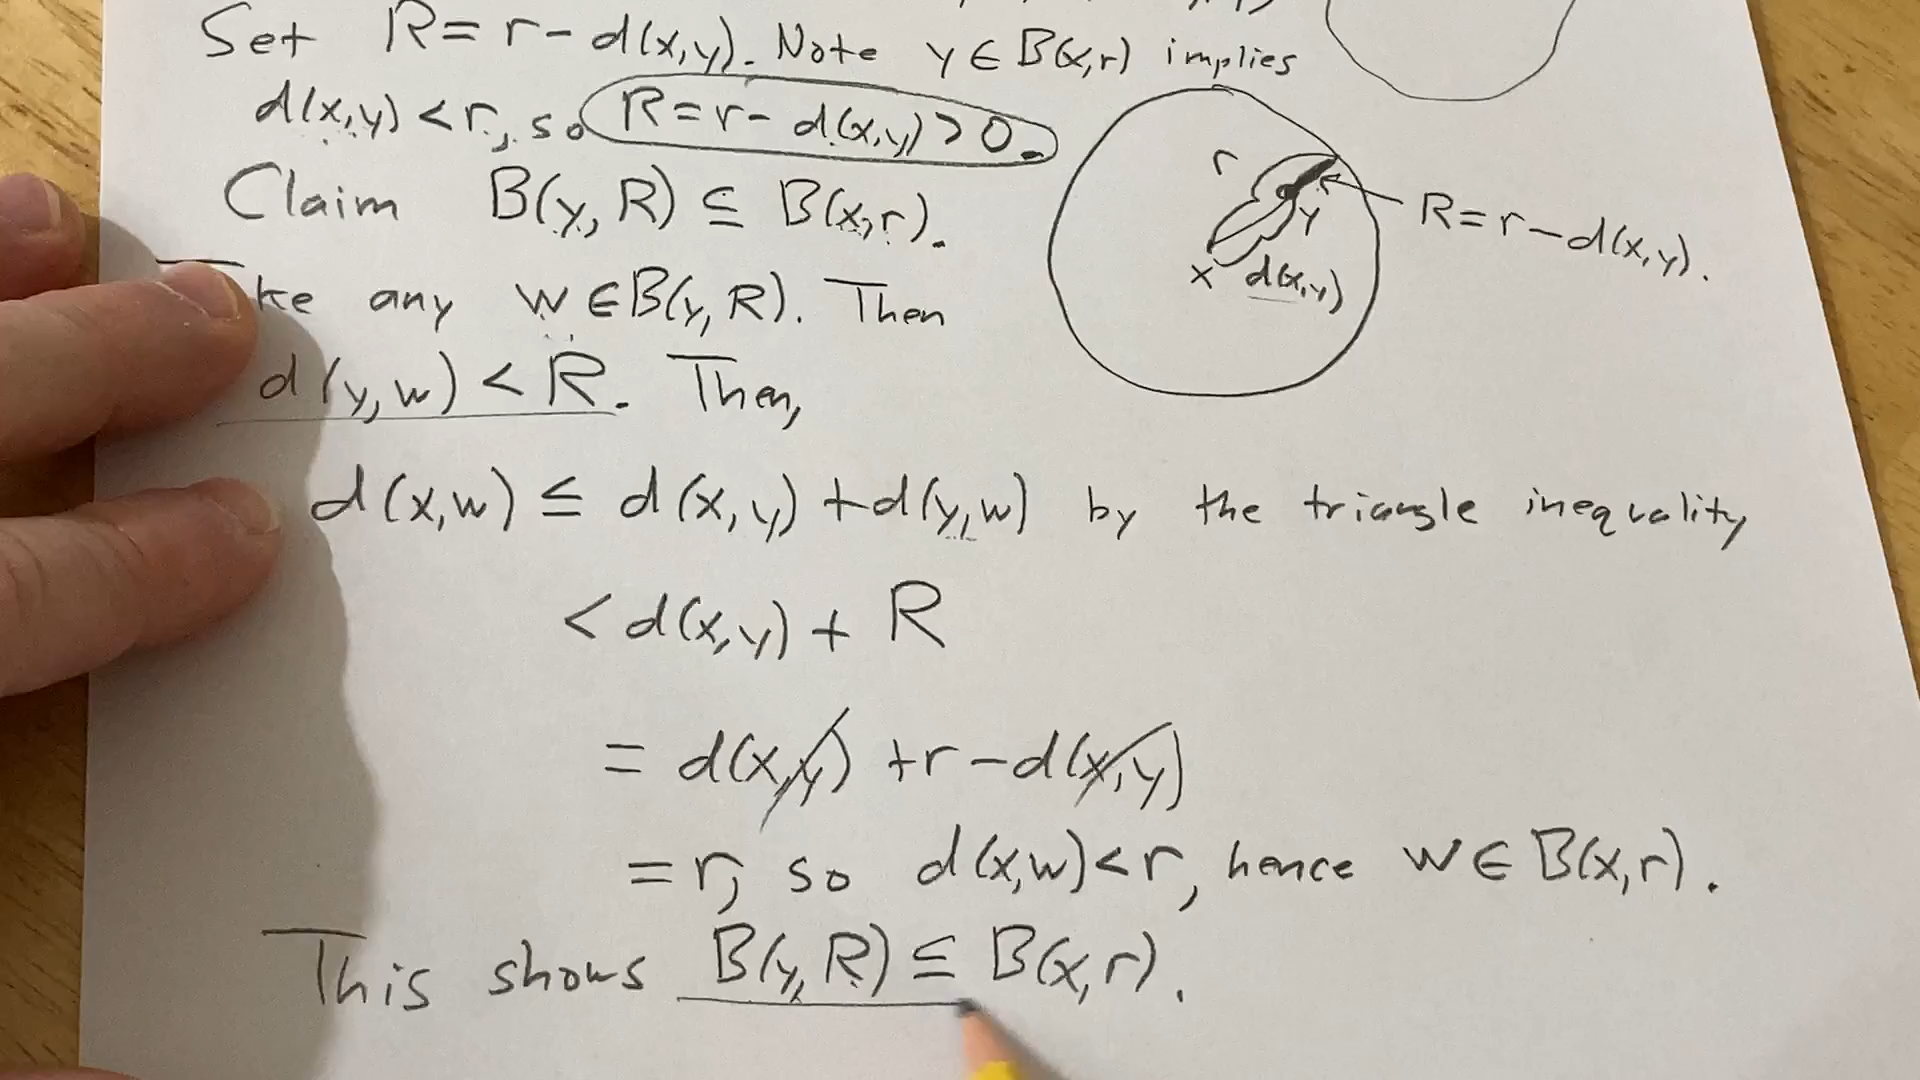 Set R = r - d(x,y). Note y ∈ B(x,r) implies
d(x,y) < r, so R = r - d(x,y) > 0.
Claim B(y, R) ⊆ B(x,r).
r
y
x
d(x,y)
R = r - d(x,y).
ke any w ∈ B(y, R). Then
d(y,w) < R. Then,
d(x,w) ≤ d(x,y) + d(y,w) by the triangle inequality
< d(x,y) + R
= d(x,y) + r - d(x,y)
= r, so d(x,w) < r, hence w ∈ B(x,r).
This shows B(y,R) ⊆ B(x,r).